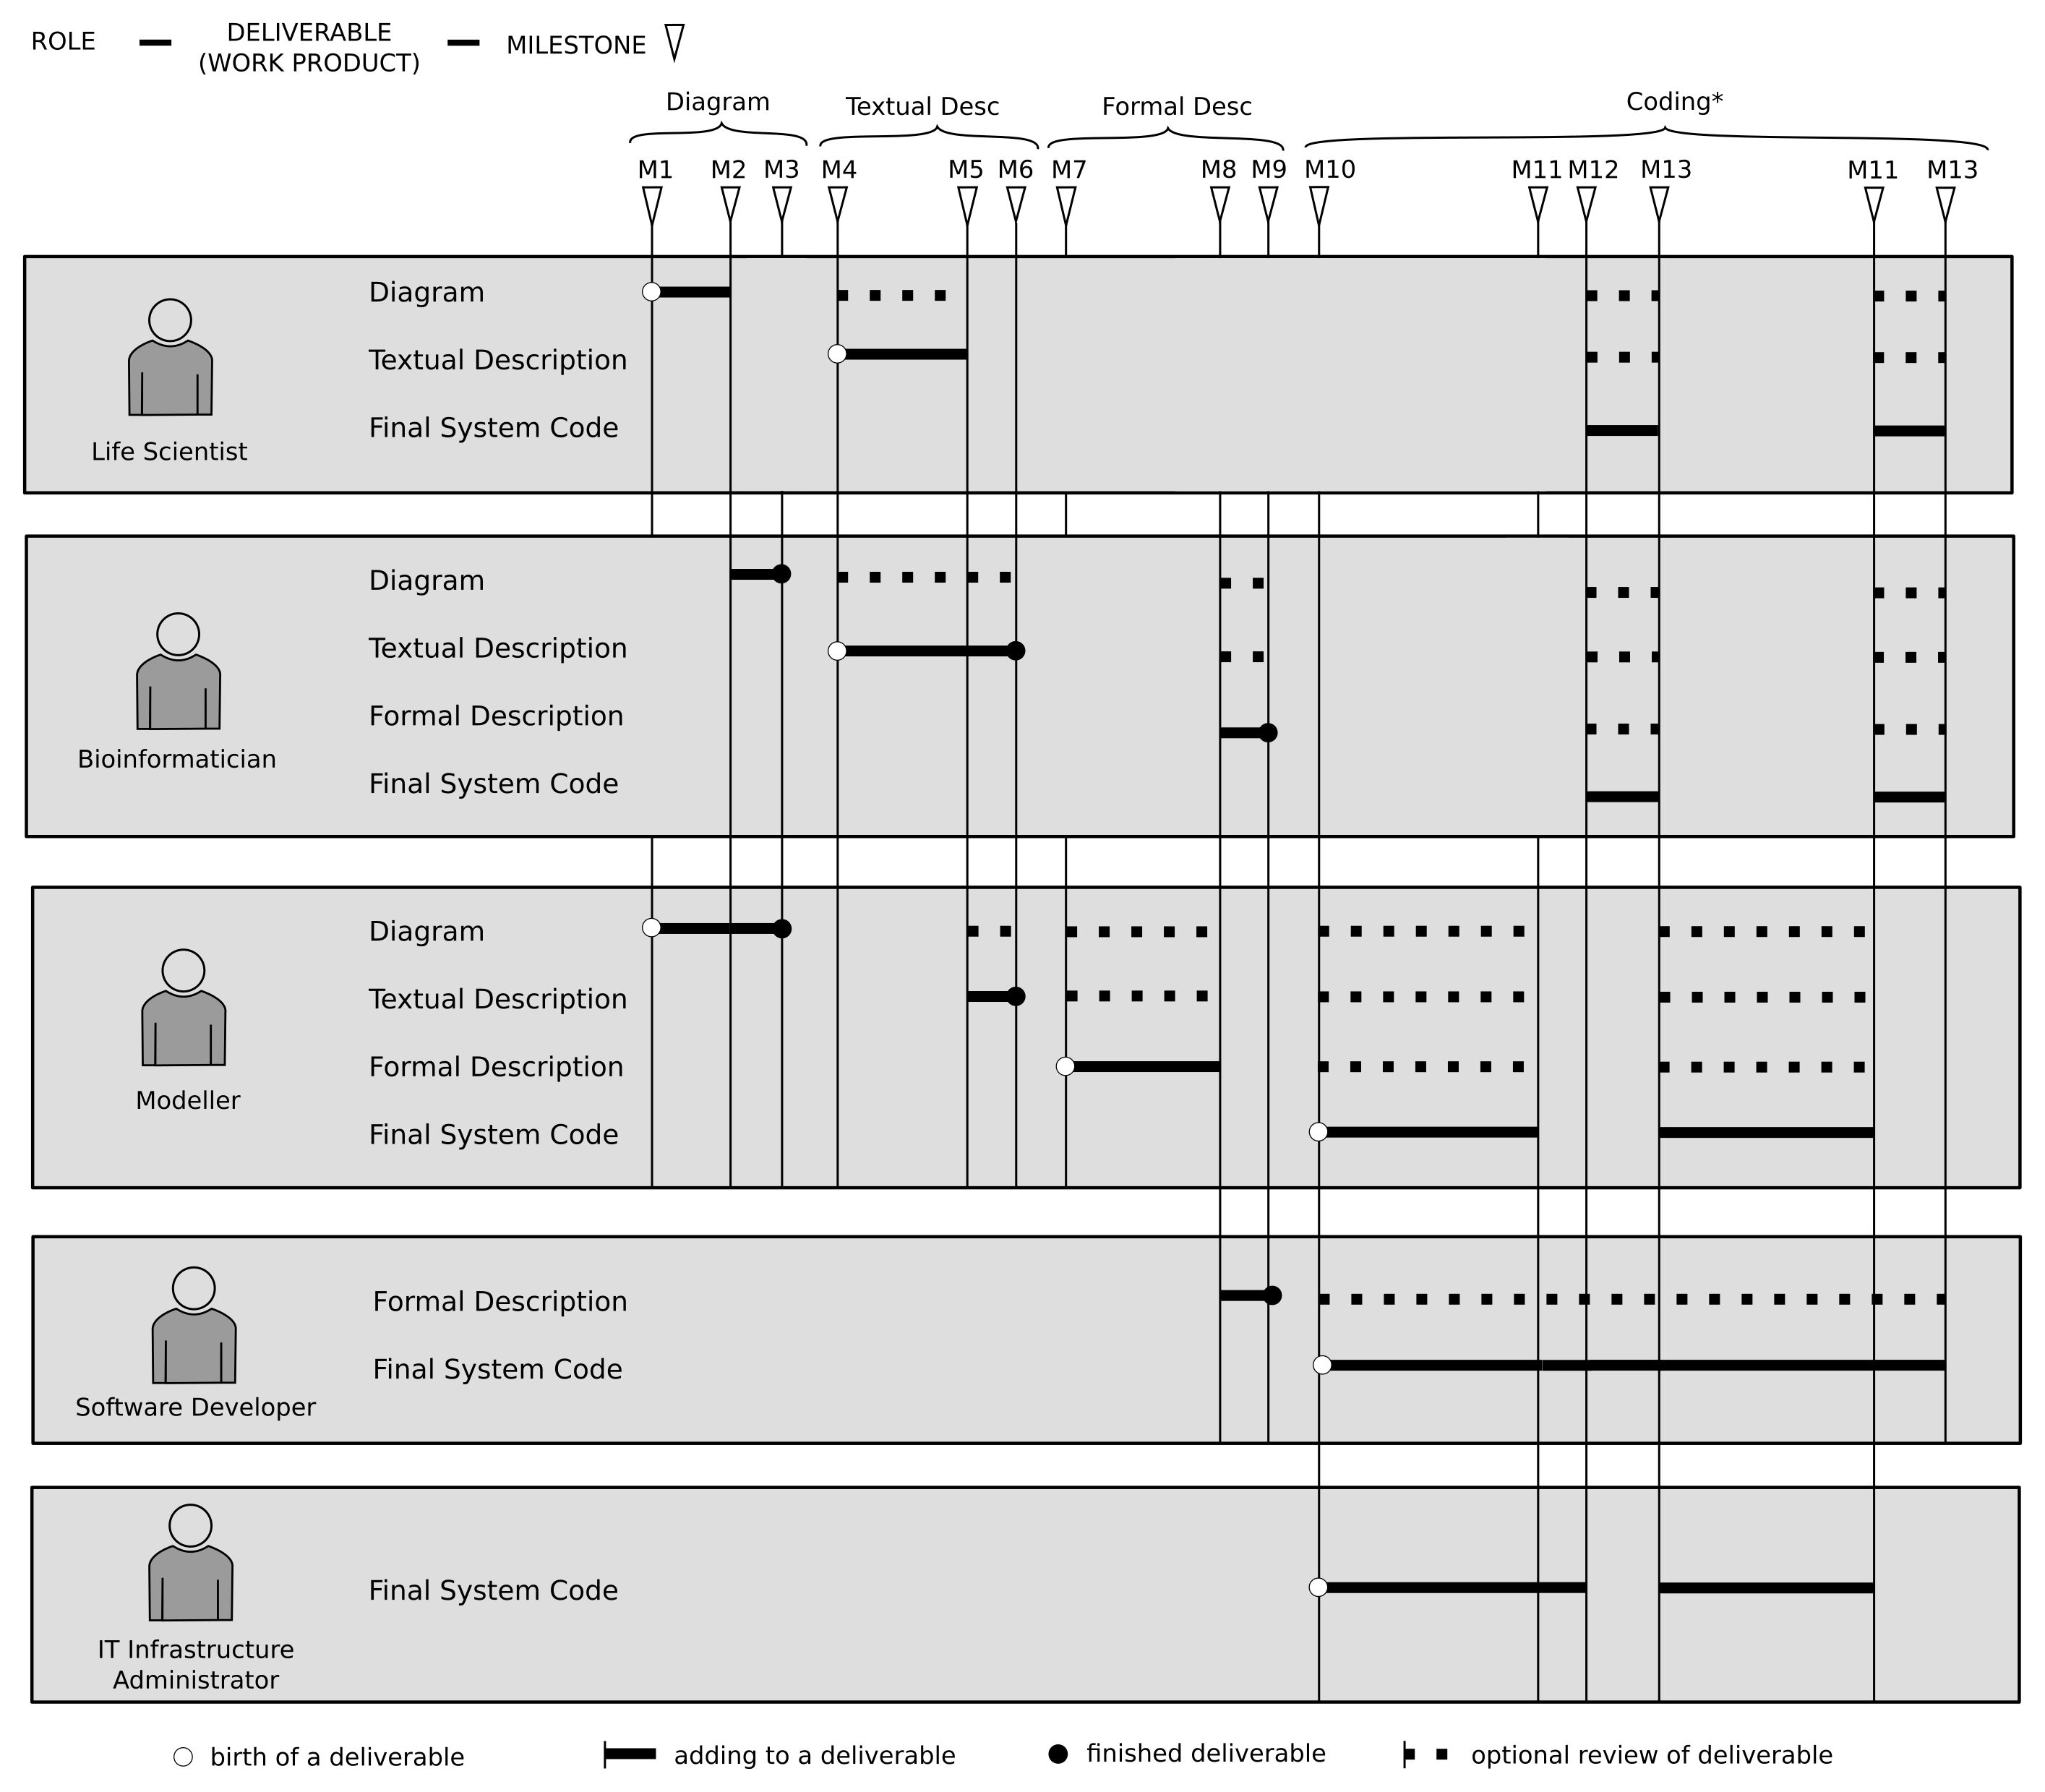 ROLE
DELIVERABLE
(WORK PRODUCT)
MILESTONE
Diagram
Textual Desc
Formal Desc
Coding*
M1 M2 M3 M4 M5 M6 M7 M8 M9 M10 M11 M12 M13 M11 M13
Diagram
Textual Description
Final System Code
Life Scientist
Diagram
Textual Description
Formal Description
Final System Code
Bioinformatician
Diagram
Textual Description
Formal Description
Final System Code
Modeller
Formal Description
Final System Code
Software Developer
Final System Code
IT Infrastructure
Administrator
birth of a deliverable
adding to a deliverable
finished deliverable
optional review of deliverable